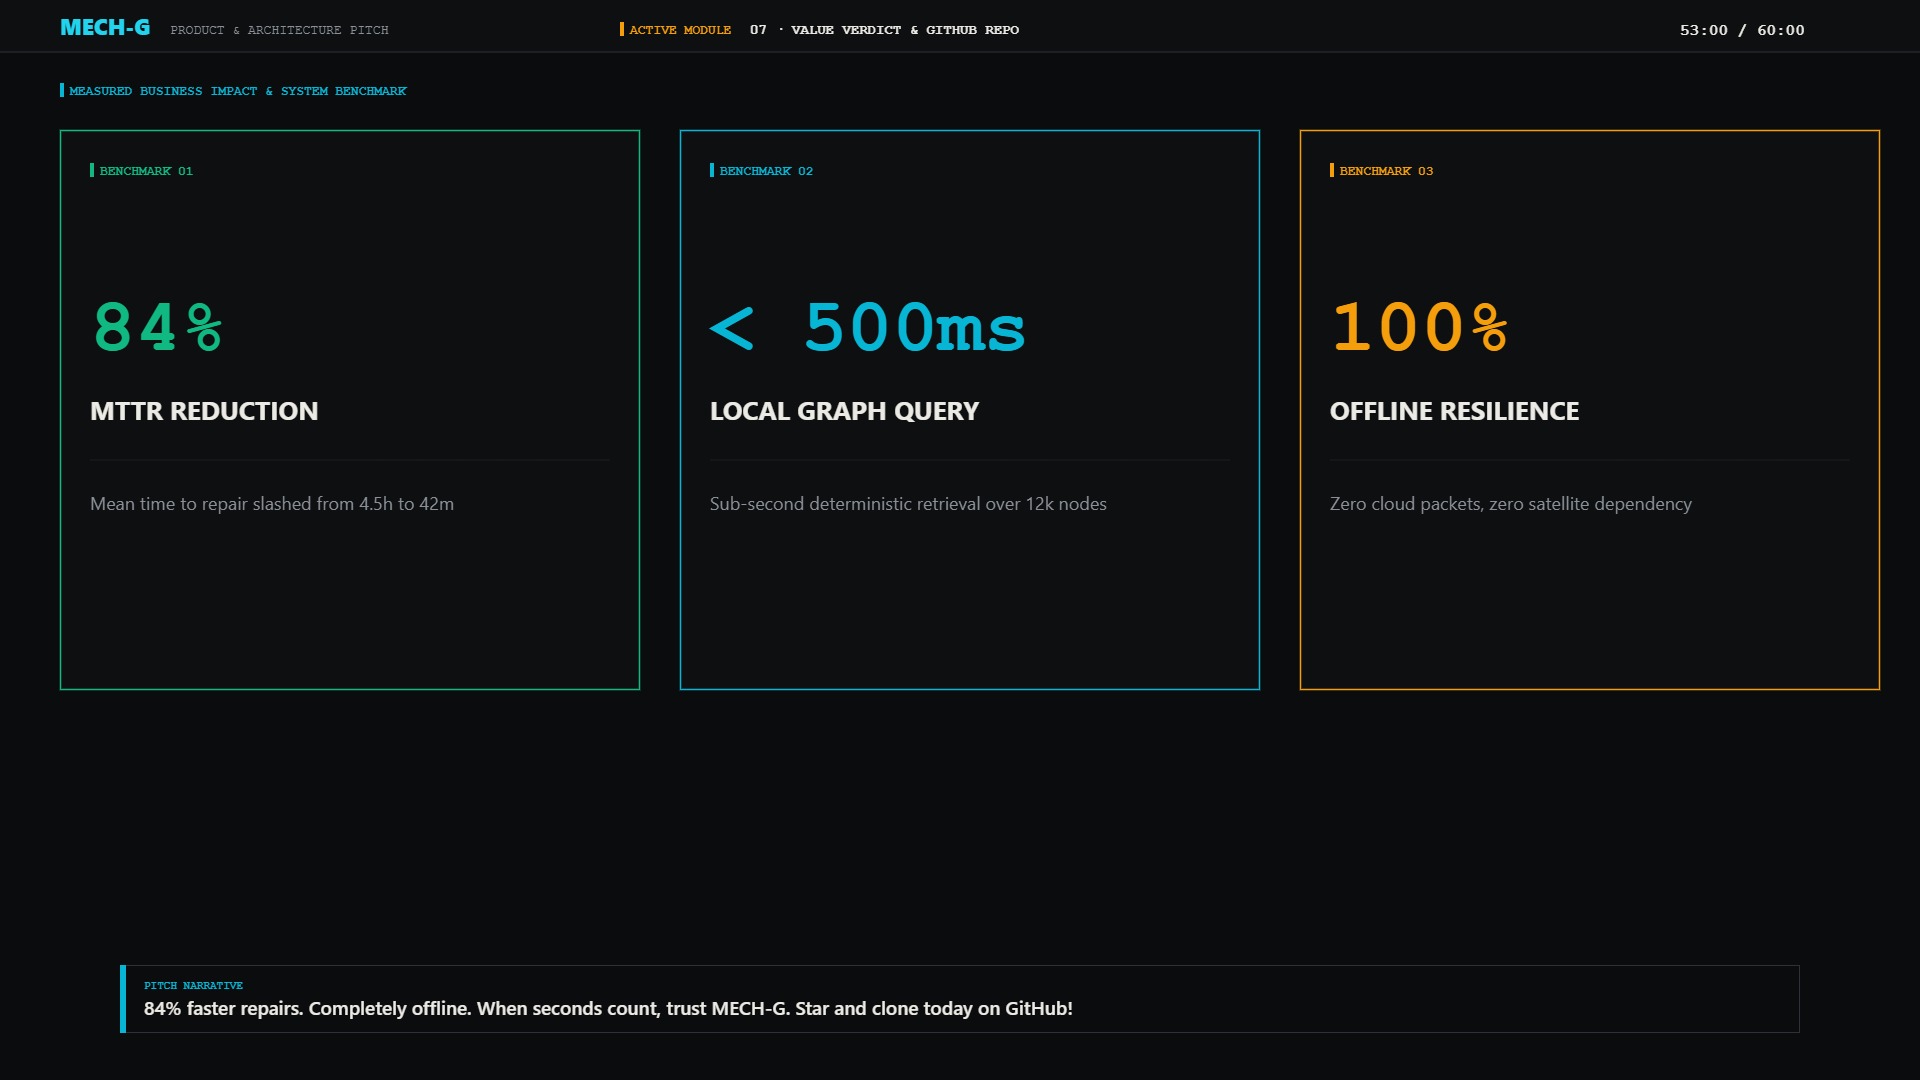 MECH-G PRODUCT & ARCHITECTURE PITCH
ACTIVE MODULE 07 · VALUE VERDICT & GITHUB REPO
53:00 / 60:00
MEASURED BUSINESS IMPACT & SYSTEM BENCHMARK
BENCHMARK 01
84%
MTTR REDUCTION
Mean time to repair slashed from 4.5h to 42m
BENCHMARK 02
< 500ms
LOCAL GRAPH QUERY
Sub-second deterministic retrieval over 12k nodes
BENCHMARK 03
100%
OFFLINE RESILIENCE
Zero cloud packets, zero satellite dependency
PITCH NARRATIVE
84% faster repairs. Completely offline. When seconds count, trust MECH-G. Star and clone today on GitHub!